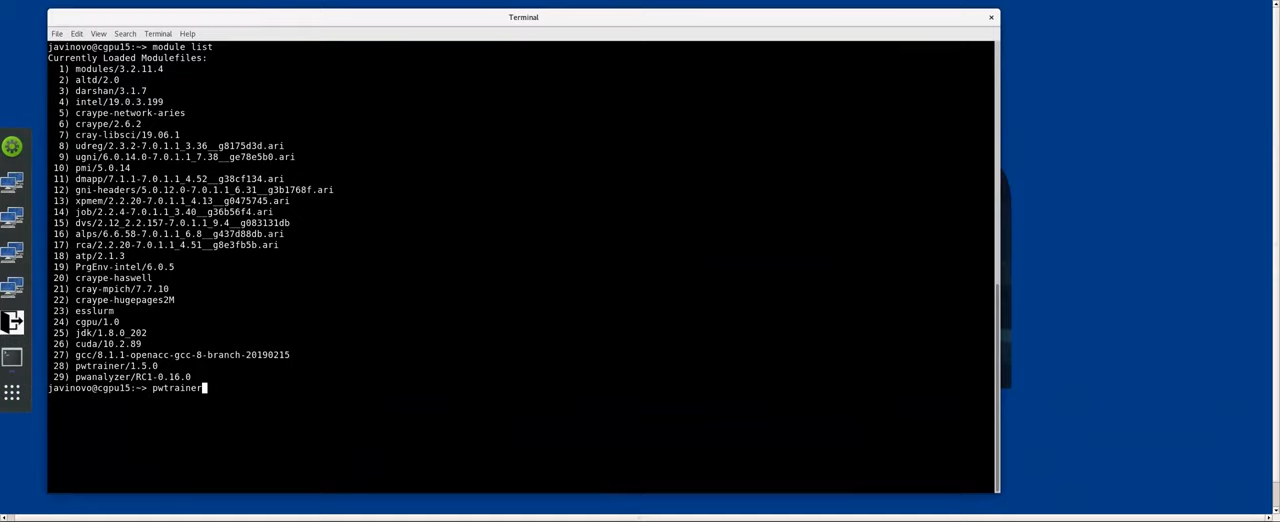 Terminal
File Edit View Search Terminal Help
javinovo@cgpu15:~> module list
Currently Loaded Modulefiles:
1) modules/3.2.11.4
2) altd/2.0
3) darshan/3.1.7
4) intel/19.0.3.199
5) craype-network-aries
6) craype/2.6.2
7) cray-libsci/19.06.1
8) udreg/2.3.2-7.0.1.1_3.36__g8175d3d.ari
9) ugni/6.0.14.0-7.0.1.1_7.38__ge78e5b0.ari
10) pmi/5.0.14
11) dmapp/7.1.1-7.0.1.1_4.52__g38cf134.ari
12) gni-headers/5.0.12.0-7.0.1.1_6.31__g3b1768f.ari
13) xpmem/2.2.20-7.0.1.1_4.13__g0475745.ari
14) job/2.2.4-7.0.1.1_3.40__g36b56f4.ari
15) dvs/2.12_2.2.157-7.0.1.1_9.4__g083131db
16) alps/6.6.58-7.0.1.1_6.8__g437d88db.ari
17) rca/2.2.20-7.0.1.1_4.51__g8e3fb5b.ari
18) atp/2.1.3
19) PrgEnv-intel/6.0.5
20) craype-haswell
21) cray-mpich/7.7.10
22) craype-hugepages2M
23) esslurm
24) cgpu/1.0
25) jdk/1.8.0_202
26) cuda/10.2.89
27) gcc/8.1.1-openacc-gcc-8-branch-20190215
28) pwtrainer/1.5.0
29) pwanalyzer/RC1-0.16.0
javinovo@cgpu15:~> pwtrainer